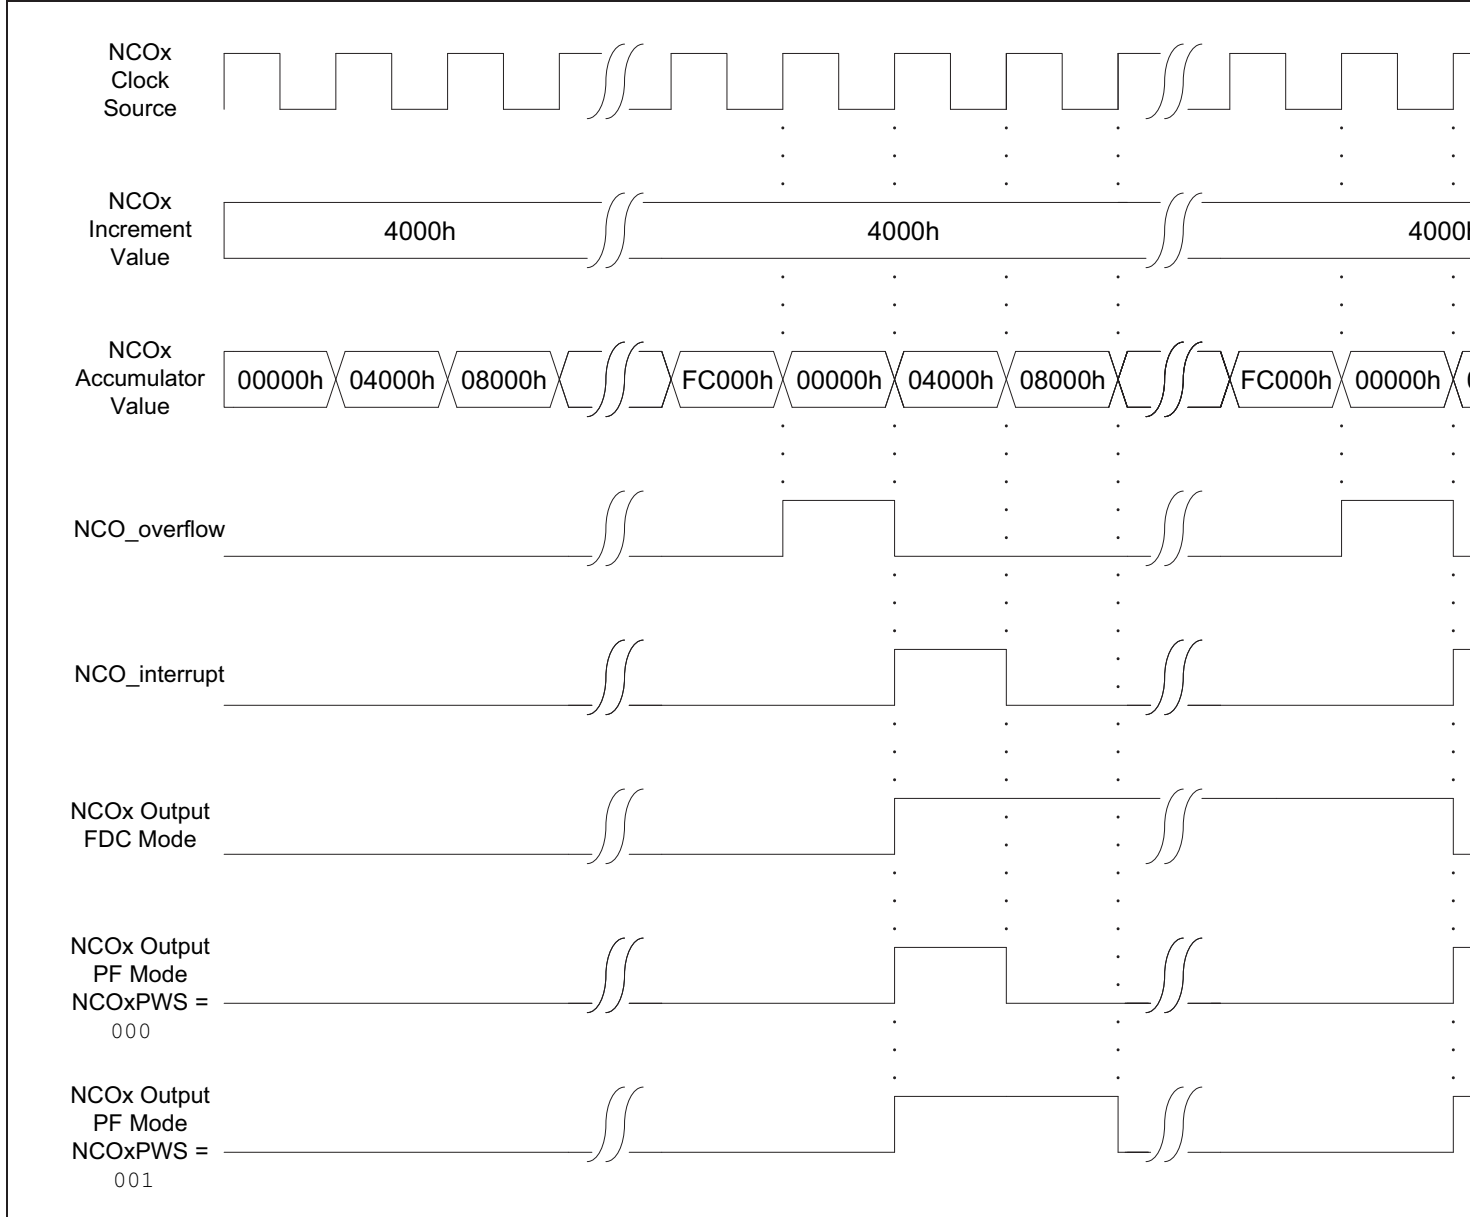 NCOx
Clock
Source
NCOx
Increment
Value
4000h
4000h
4000
NCOx
Accumulator
Value
00000h
04000h
08000h
FC000h
00000h
04000h
08000h
FC000h
00000h
NCO_overflow
NCO_interrupt
NCOx Output
FDC Mode
NCOx Output
PF Mode
NCOxPWS =
000
NCOx Output
PF Mode
NCOxPWS =
001